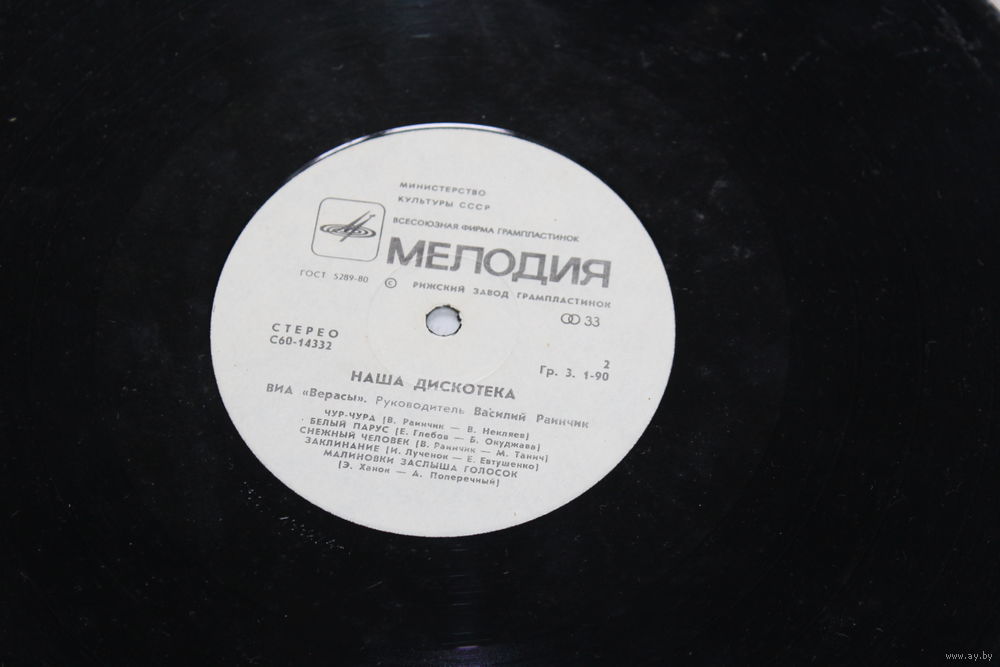 МИНИСТЕРСТВО
КУЛЬТУРЫ СССР
ВСЕСОЮЗНАЯ ФИРМА ГРАМПЛАСТИНОК
МЕЛОДИЯ
ГОСТ 5289-80 © РИЖСКИЙ ЗАВОД ГРАМПЛАСТИНОК
33
СТЕРЕО
С60-14332
2
Гр. 3. 1-90
НАША ДИСКОТЕКА
ВИА «Верасы». Руководитель Василий Раинчик
ЧУР-ЧУРА (В. Раинчик — В. Некляев)
БЕЛЫЙ ПАРУС (Е. Глебов — Б. Окуджава)
СНЕЖНЫЙ ЧЕЛОВЕК (В. Раинчик — М. Танич)
ЗАКЛИНАНИЕ (И. Лученок — Е. Евтушенко)
МАЛИНОВКИ ЗАСЛЫША ГОЛОСОК
(Э. Ханок — А. Поперечный)
www.ay.by